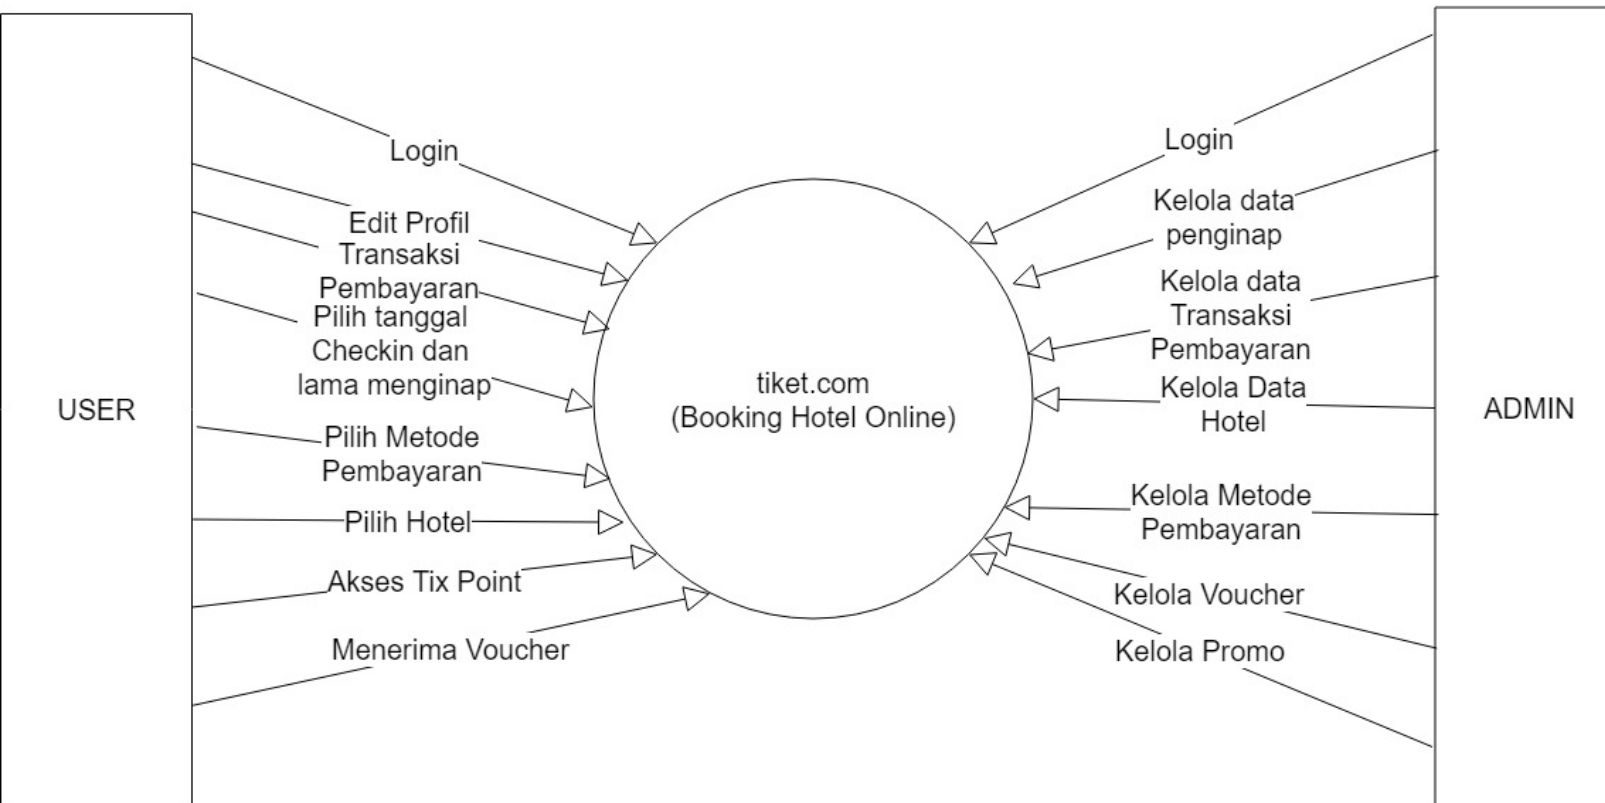 USER
Login
Edit Profil
Transaksi
Pembayaran
Pilih tanggal
Checkin dan
lama menginap
Pilih Metode
Pembayaran
Pilih Hotel
Akses Tix Point
Menerima Voucher
tiket.com
(Booking Hotel Online)
Login
Kelola data
penginap
Kelola data
Transaksi
Pembayaran
Kelola Data
Hotel
Kelola Metode
Pembayaran
Kelola Voucher
Kelola Promo
ADMIN